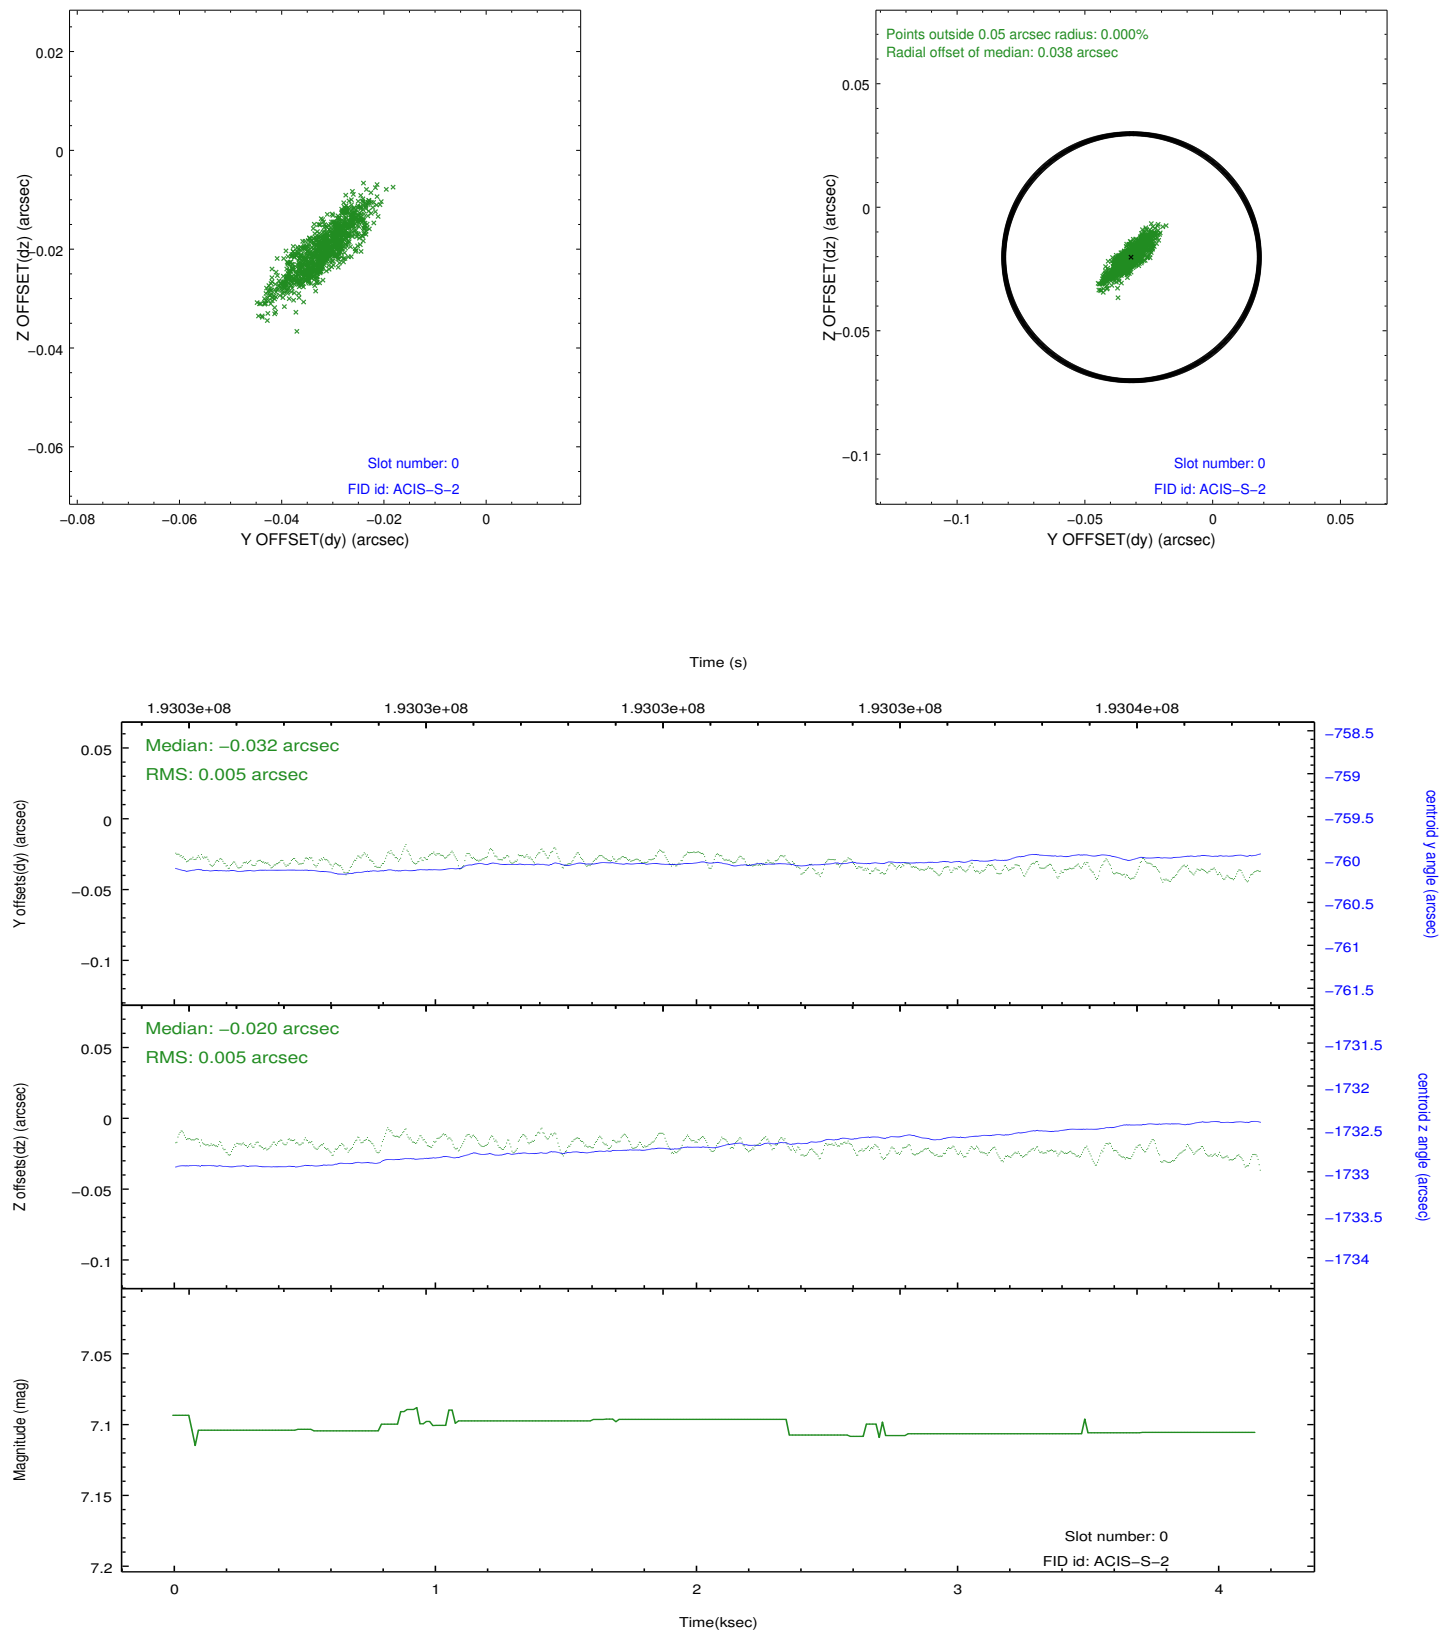 0.02
0
−0.02
−0.04
−0.06
Z OFFSET(dz) (arcsec)
Slot number: 0
FID id: ACIS−S−2
−0.08
−0.06
−0.04
−0.02
0
Y OFFSET(dy) (arcsec)
Points outside 0.05 arcsec radius: 0.000%
Radial offset of median: 0.038 arcsec
0.05
0
−0.05
−0.1
Z OFFSET(dz) (arcsec)
Slot number: 0
FID id: ACIS−S−2
−0.1
−0.05
0
0.05
Y OFFSET(dy) (arcsec)
Time (s)
1.9303e+08
1.9303e+08
1.9303e+08
1.9303e+08
1.9304e+08
Median: −0.032 arcsec
RMS: 0.005 arcsec
0.05
0
−0.05
−0.1
Y offsets(dy) (arcsec)
−758.5
−759
−759.5
−760
−760.5
−761
−761.5
centroid y angle (arcsec)
Median: −0.020 arcsec
RMS: 0.005 arcsec
0.05
0
−0.05
−0.1
Z offsets(dz) (arcsec)
−1731.5
−1732
−1732.5
−1733
−1733.5
−1734
centroid z angle (arcsec)
7.05
7.1
7.15
7.2
Magnitude (mag)
Slot number: 0
FID id: ACIS−S−2
0
1
2
3
4
Time(ksec)